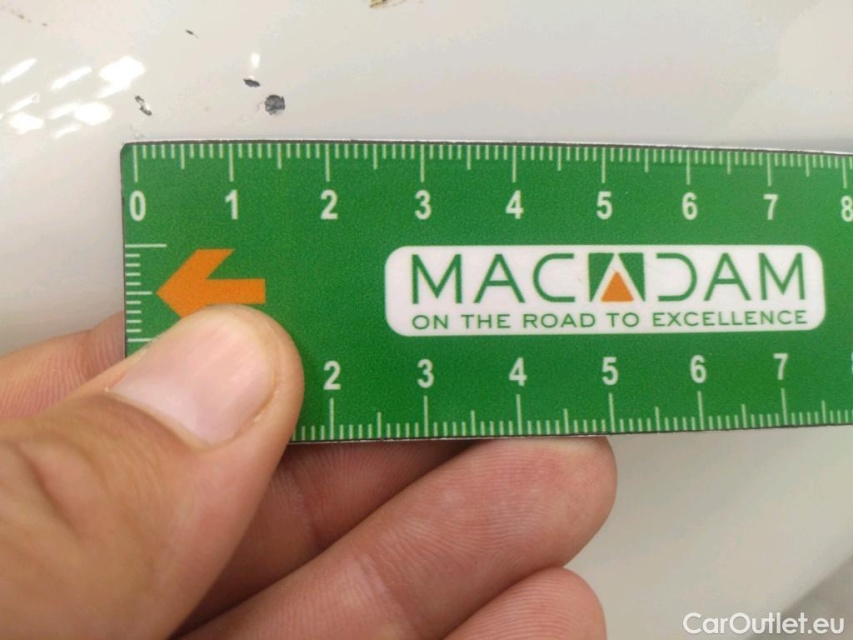 0 1 2 3 4 5 6 7 8
MACADAM
ON THE ROAD TO EXCELLENCE
2 3 4 5 6 7
CarOutlet.eu